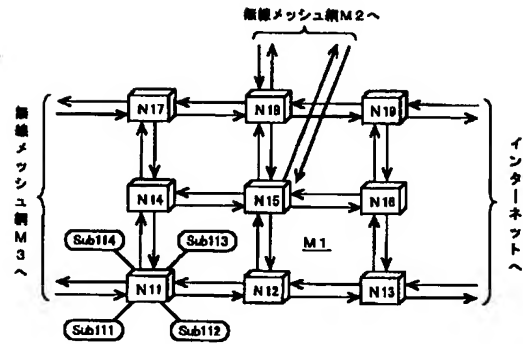 無線メッシュ網M2へ
N17
N18
N19
無線メッシュ網M3へ
インターネットへ
N14
N15
N16
Sub114
Sub113
M1
N11
N12
N13
Sub111
Sub112